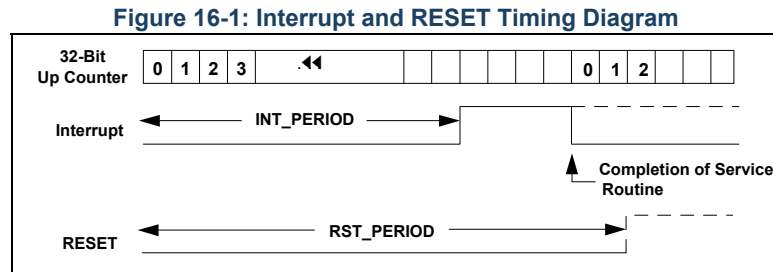 Figure 16-1: Interrupt and RESET Timing Diagram
32-Bit
Up Counter
0 1 2 3 0 1 2
Interrupt
INT_PERIOD
Completion of Service
Routine
RESET
RST_PERIOD